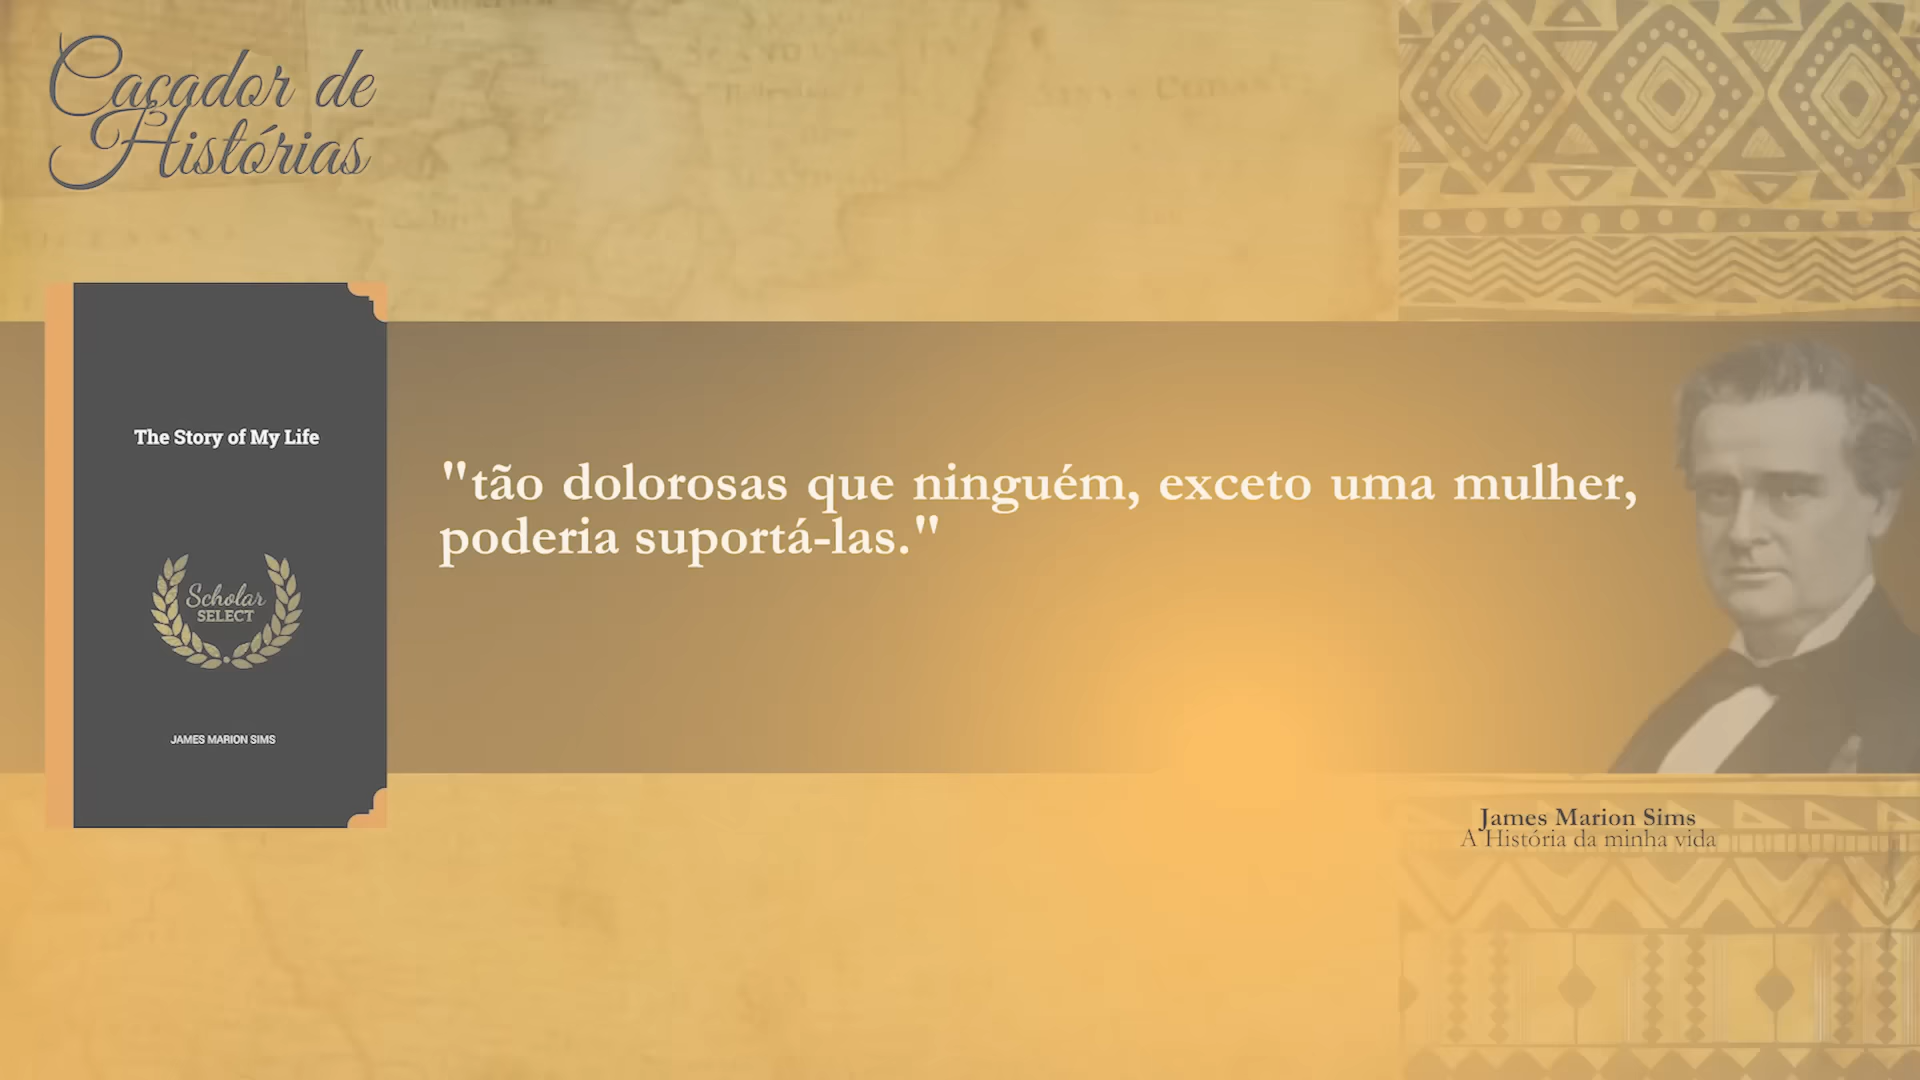 Caçador de
Histórias
The Story of My Life
Scholar
SELECT
JAMES MARION SIMS
"tão dolorosas que ninguém, exceto uma mulher,
poderia suportá-las."
James Marion Sims
A História da minha vida